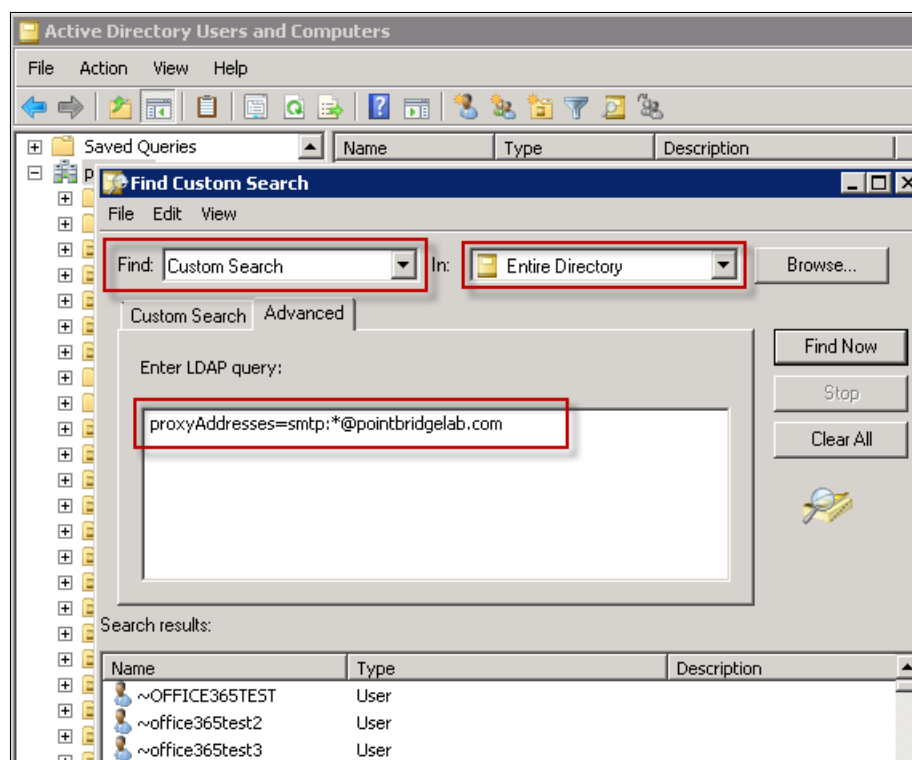 Active Directory Users and Computers
File Action View Help
Saved Queries
Name Type Description
p
Find Custom Search
File Edit View
Find: Custom Search In: Entire Directory Browse...
Custom Search Advanced
Find Now
Enter LDAP query:
Stop
proxyAddresses=smtp:*@pointbridgelab.com
Clear All
Search results:
Name Type Description
~OFFICE365TEST User
~office365test2 User
~office365test3 User